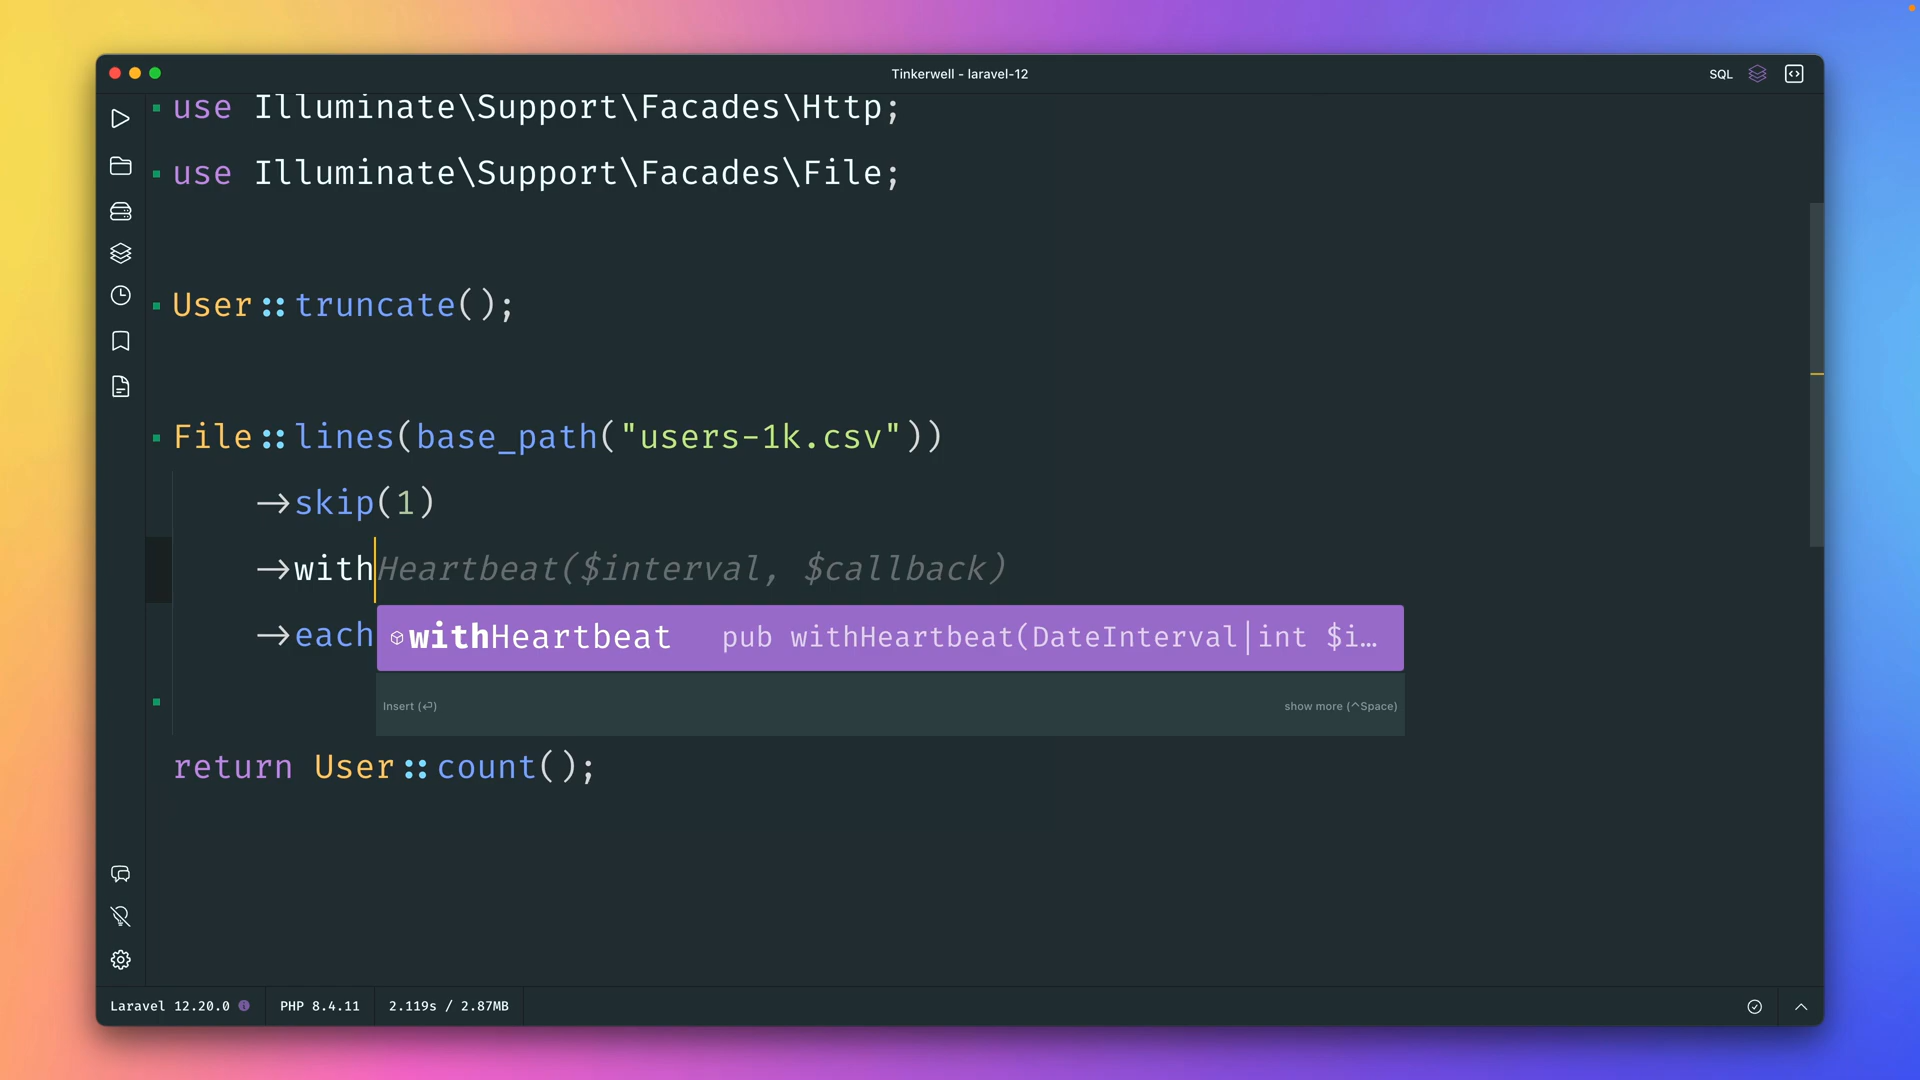 Tinkerwell - laravel-12
SQL
use Illuminate\Support\Facades\Http;
use Illuminate\Support\Facades\File;
User::truncate();
File::lines(base_path("users-1k.csv"))
->skip(1)
->withHeartbeat($interval, $callback)
->each
withHeartbeat pub withHeartbeat(DateInterval|int $i…
Insert (⏎) show more (^Space)
return User::count();
Laravel 12.20.0 PHP 8.4.11 2.119s / 2.87MB